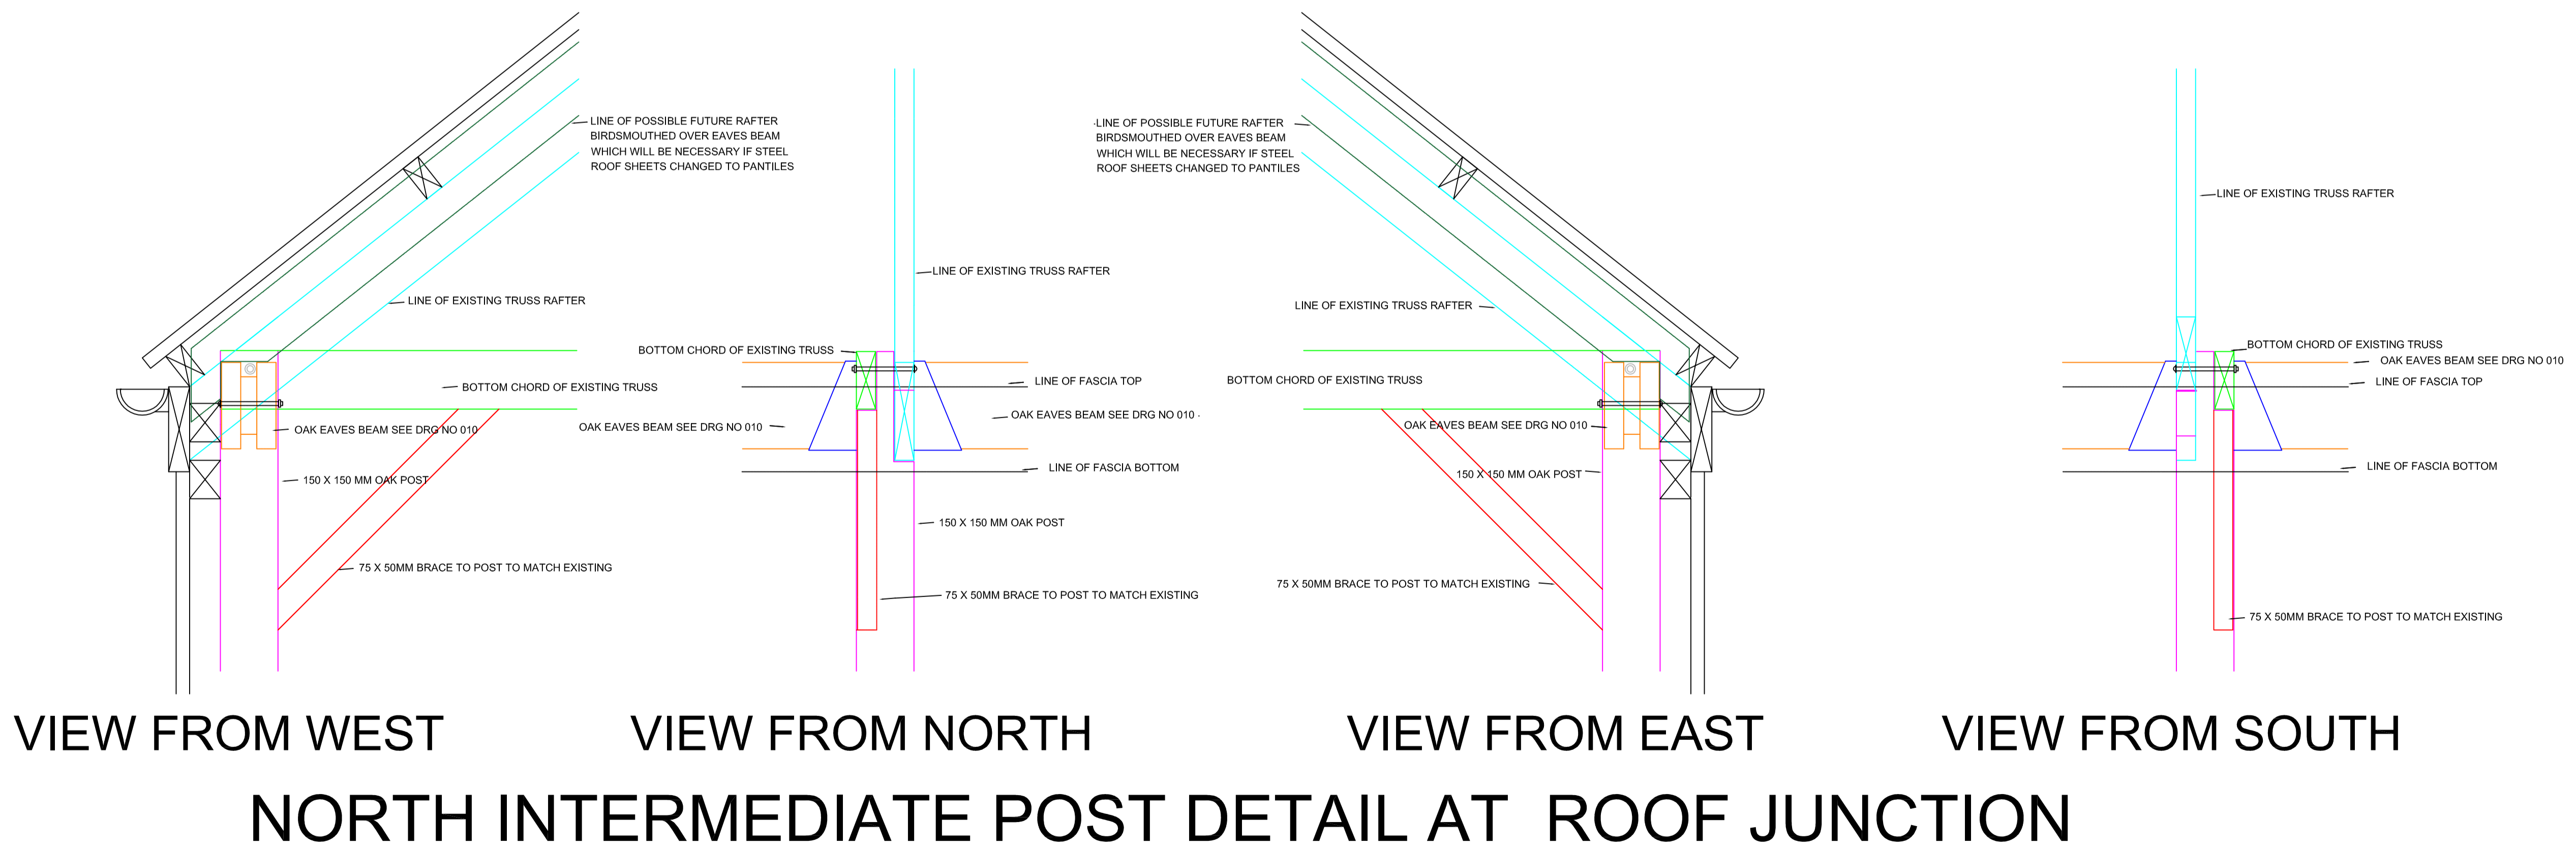 LINE OF POSSIBLE FUTURE RAFTER
BIRDSMOUTHED OVER EAVES BEAM
WHICH WILL BE NECESSARY IF STEEL
ROOF SHEETS CHANGED TO PANTILES
LINE OF EXISTING TRUSS RAFTER
BOTTOM CHORD OF EXISTING TRUSS
OAK EAVES BEAM SEE DRG NO 010
150 X 150 MM OAK POST
75 X 50MM BRACE TO POST TO MATCH EXISTING
VIEW FROM WEST
LINE OF EXISTING TRUSS RAFTER
BOTTOM CHORD OF EXISTING TRUSS
LINE OF FASCIA TOP
OAK EAVES BEAM SEE DRG NO 010
OAK EAVES BEAM SEE DRG NO 010
LINE OF FASCIA BOTTOM
150 X 150 MM OAK POST
75 X 50MM BRACE TO POST TO MATCH EXISTING
VIEW FROM NORTH
LINE OF POSSIBLE FUTURE RAFTER
BIRDSMOUTHED OVER EAVES BEAM
WHICH WILL BE NECESSARY IF STEEL
ROOF SHEETS CHANGED TO PANTILES
LINE OF EXISTING TRUSS RAFTER
BOTTOM CHORD OF EXISTING TRUSS
OAK EAVES BEAM SEE DRG NO 010
150 X 150 MM OAK POST
75 X 50MM BRACE TO POST TO MATCH EXISTING
VIEW FROM EAST
LINE OF EXISTING TRUSS RAFTER
BOTTOM CHORD OF EXISTING TRUSS
OAK EAVES BEAM SEE DRG NO 010
LINE OF FASCIA TOP
LINE OF FASCIA BOTTOM
75 X 50MM BRACE TO POST TO MATCH EXISTING
VIEW FROM SOUTH
NORTH INTERMEDIATE POST DETAIL AT ROOF JUNCTION